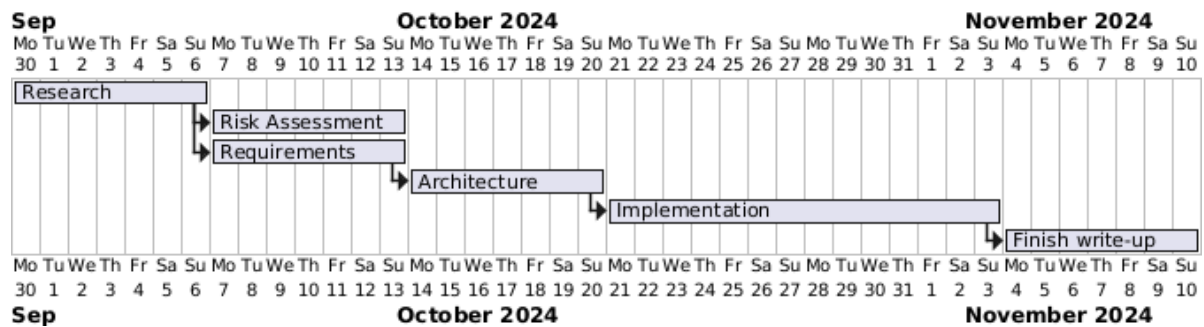 Sep October 2024 November 2024
Mo Tu We Th Fr Sa Su Mo Tu We Th Fr Sa Su Mo Tu We Th Fr Sa Su Mo Tu We Th Fr Sa Su Mo Tu We Th Fr Sa Su Mo Tu We Th Fr Sa Su
30 1 2 3 4 5 6 7 8 9 10 11 12 13 14 16 17 18 19 20 21 22 23 24 25 26 27 28 29 30 31 1 2 3 4 5 6 7 8 9 10
Research
Risk Assessment
Requirements
Architecture
Implementation
Finish write-up
Mo Tu We Th Fr Sa Su Mo Tu We Th Fr Sa Su Mo Tu We Th Fr Sa Su Mo Tu We Th Fr Sa Su Mo Tu We Th Fr Sa Su Mo Tu We Th Fr Sa Su
30 1 2 3 4 5 6 7 8 9 10 11 12 13 14 16 17 18 19 20 21 22 23 24 25 26 27 28 29 30 31 1 2 3 4 5 6 7 8 9 10
Sep October 2024 November 2024